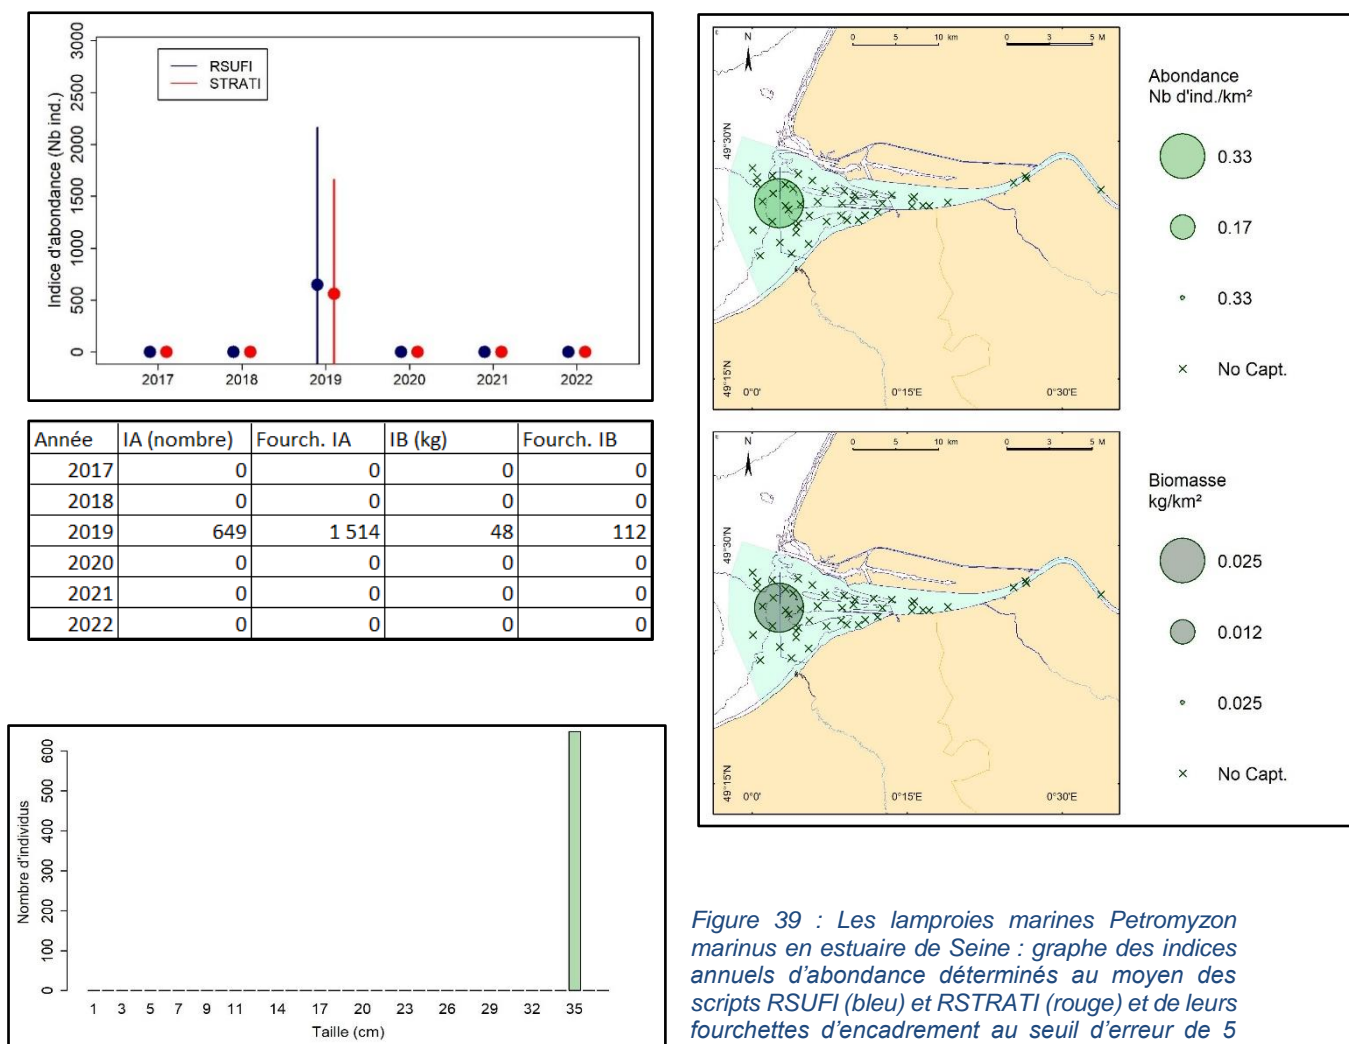 3000
2500
2000
1500
1000
500
0
Indice d'abondance (Nb ind.)
RSUFI
STRATI
2017 2018 2019 2020 2021 2022
Année IA (nombre) Fourch. IA IB (kg) Fourch. IB
2017 0 0 0 0
2018 0 0 0 0
2019 649 1 514 48 112
2020 0 0 0 0
2021 0 0 0 0
2022 0 0 0 0
600
500
400
300
200
100
0
Nombre d'individus
1 3 5 7 9 11 14 17 20 23 26 29 32 35
Taille (cm)
N
0 5 10 km
0 3 5 M
49°30'N
49°15'N
0°0' 0°15'E 0°30'E
Abondance
Nb d'ind./km²
0.33
0.17
0.33
No Capt.
N
0 5 10 km
0 3 5 M
49°30'N
49°15'N
0°0' 0°15'E 0°30'E
Biomasse
kg/km²
0.025
0.012
0.025
No Capt.
Figure 39 : Les lamproies marines Petromyzon
marinus en estuaire de Seine : graphe des indices
annuels d'abondance déterminés au moyen des
scripts RSUFI (bleu) et RSTRATI (rouge) et de leurs
fourchettes d'encadrement au seuil d'erreur de 5